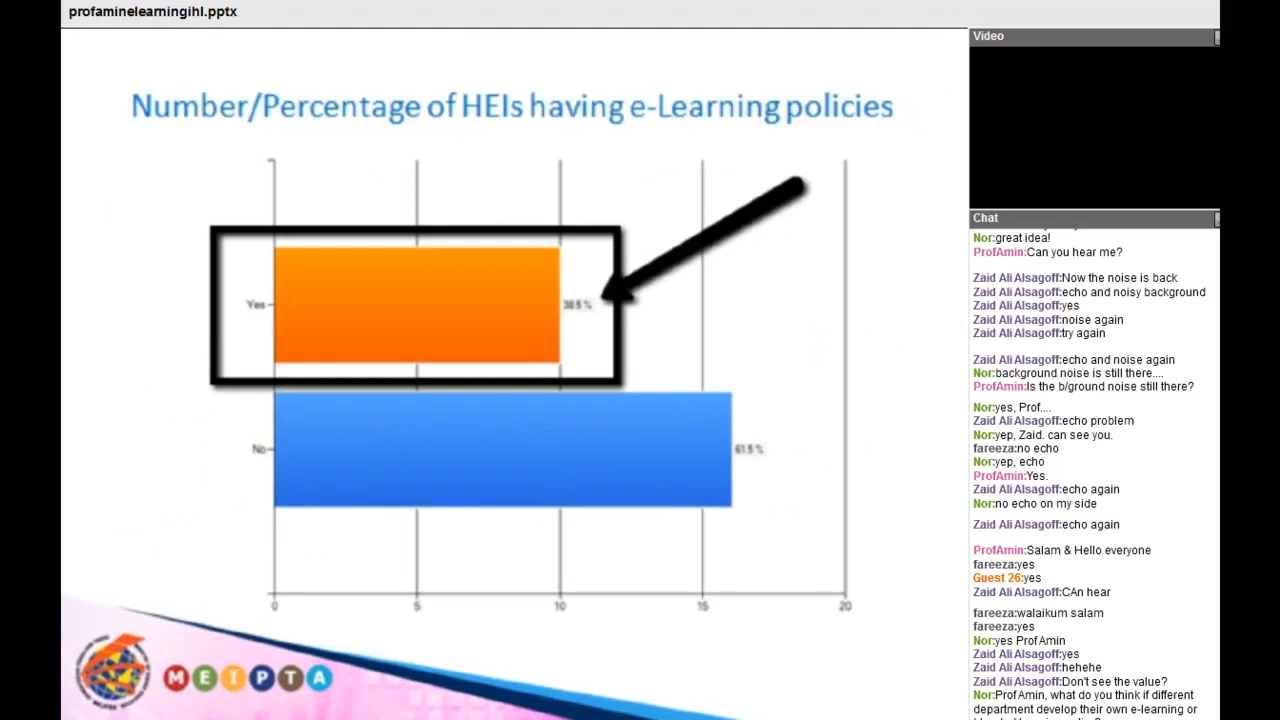 profaminelearningihl.pptx
Number/Percentage of HEIs having e-Learning policies
Yes
38.5 %
No
61.5 %
0 5 10 15 20
MEIPTA
Video
Chat
Nor:great idea!
ProfAmin:Can you hear me?
Zaid Ali Alsagoff:Now the noise is back
Zaid Ali Alsagoff:echo and noisy background
Zaid Ali Alsagoff:yes
Zaid Ali Alsagoff:noise again
Zaid Ali Alsagoff:try again
Zaid Ali Alsagoff:echo and noise again
Nor:background noise is still there....
ProfAmin:Is the b/ground noise still there?
Nor:yes, Prof....
Zaid Ali Alsagoff:echo problem
Nor:yep, Zaid. can see you.
fareeza:no echo
Nor:yep, echo
ProfAmin:Yes.
Zaid Ali Alsagoff:echo again
Nor:no echo on my side
Zaid Ali Alsagoff:echo again
ProfAmin:Salam & Hello everyone
fareeza:yes
Guest 26:yes
Zaid Ali Alsagoff:CAn hear
fareeza:walaikum salam
fareeza:yes
Nor:yes ProfAmin
Zaid Ali Alsagoff:yes
Zaid Ali Alsagoff:hehehe
Zaid Ali Alsagoff:Don't see the value?
Nor:ProfAmin, what do you think if different
department develop their own e-learning or